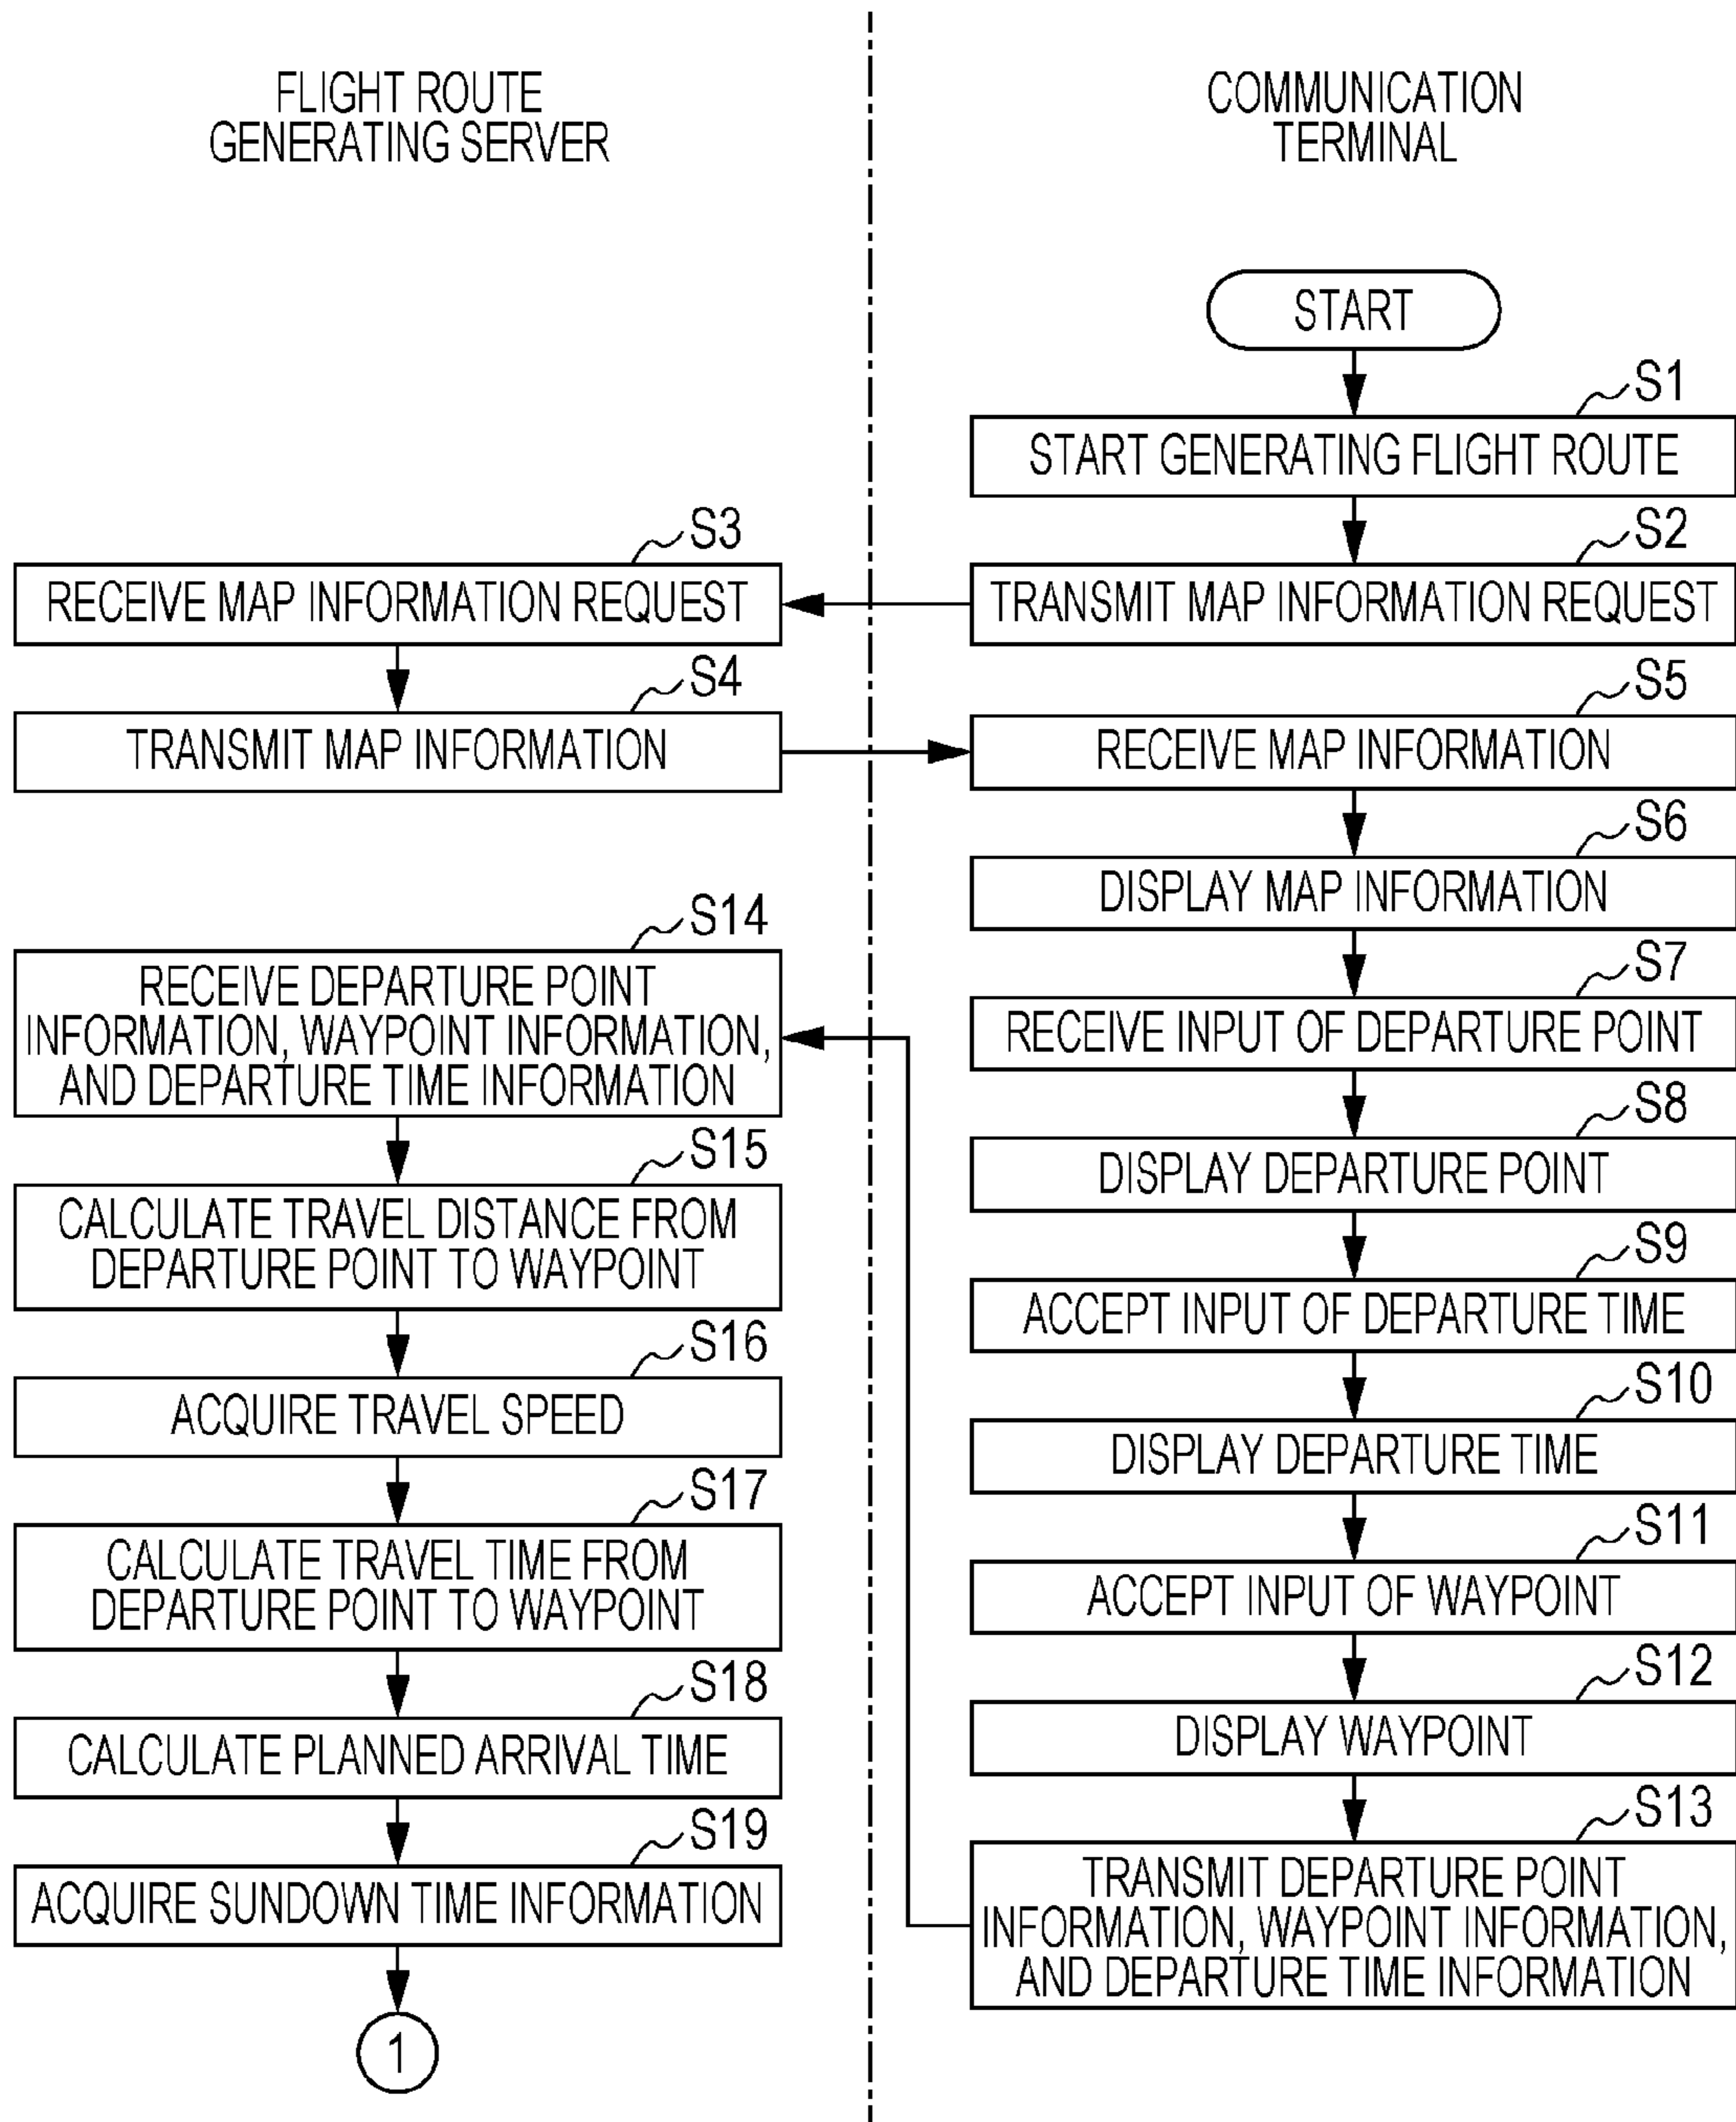 FLIGHT ROUTE
GENERATING SERVER
COMMUNICATION
TERMINAL
START
S1
START GENERATING FLIGHT ROUTE
S2
TRANSMIT MAP INFORMATION REQUEST
S3
RECEIVE MAP INFORMATION REQUEST
S4
TRANSMIT MAP INFORMATION
S5
RECEIVE MAP INFORMATION
S6
DISPLAY MAP INFORMATION
S7
RECEIVE INPUT OF DEPARTURE POINT
S8
DISPLAY DEPARTURE POINT
S9
ACCEPT INPUT OF DEPARTURE TIME
S10
DISPLAY DEPARTURE TIME
S11
ACCEPT INPUT OF WAYPOINT
S12
DISPLAY WAYPOINT
S13
TRANSMIT DEPARTURE POINT
INFORMATION, WAYPOINT INFORMATION,
AND DEPARTURE TIME INFORMATION
S14
RECEIVE DEPARTURE POINT
INFORMATION, WAYPOINT INFORMATION,
AND DEPARTURE TIME INFORMATION
S15
CALCULATE TRAVEL DISTANCE FROM
DEPARTURE POINT TO WAYPOINT
S16
ACQUIRE TRAVEL SPEED
S17
CALCULATE TRAVEL TIME FROM
DEPARTURE POINT TO WAYPOINT
S18
CALCULATE PLANNED ARRIVAL TIME
S19
ACQUIRE SUNDOWN TIME INFORMATION
1